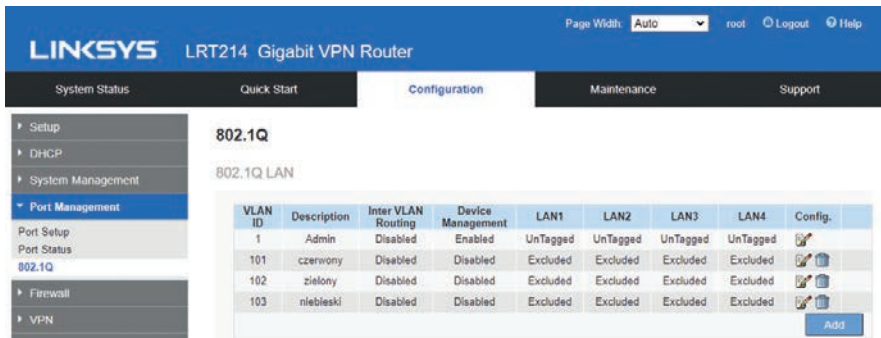 Page Width: Auto root Logout Help
LINKSYS LRT214 Gigabit VPN Router
System Status Quick Start Configuration Maintenance Support
Setup
DHCP
System Management
Port Management
Port Setup
Port Status
802.1Q
Firewall
VPN
802.1Q
802.1Q LAN
VLAN ID Description Inter VLAN Routing Device Management LAN1 LAN2 LAN3 LAN4 Config.
1 Admin Disabled Enabled UnTagged UnTagged UnTagged UnTagged
101 czerwony Disabled Disabled Excluded Excluded Excluded Excluded
102 zielony Disabled Disabled Excluded Excluded Excluded Excluded
103 niebieski Disabled Disabled Excluded Excluded Excluded Excluded
Add